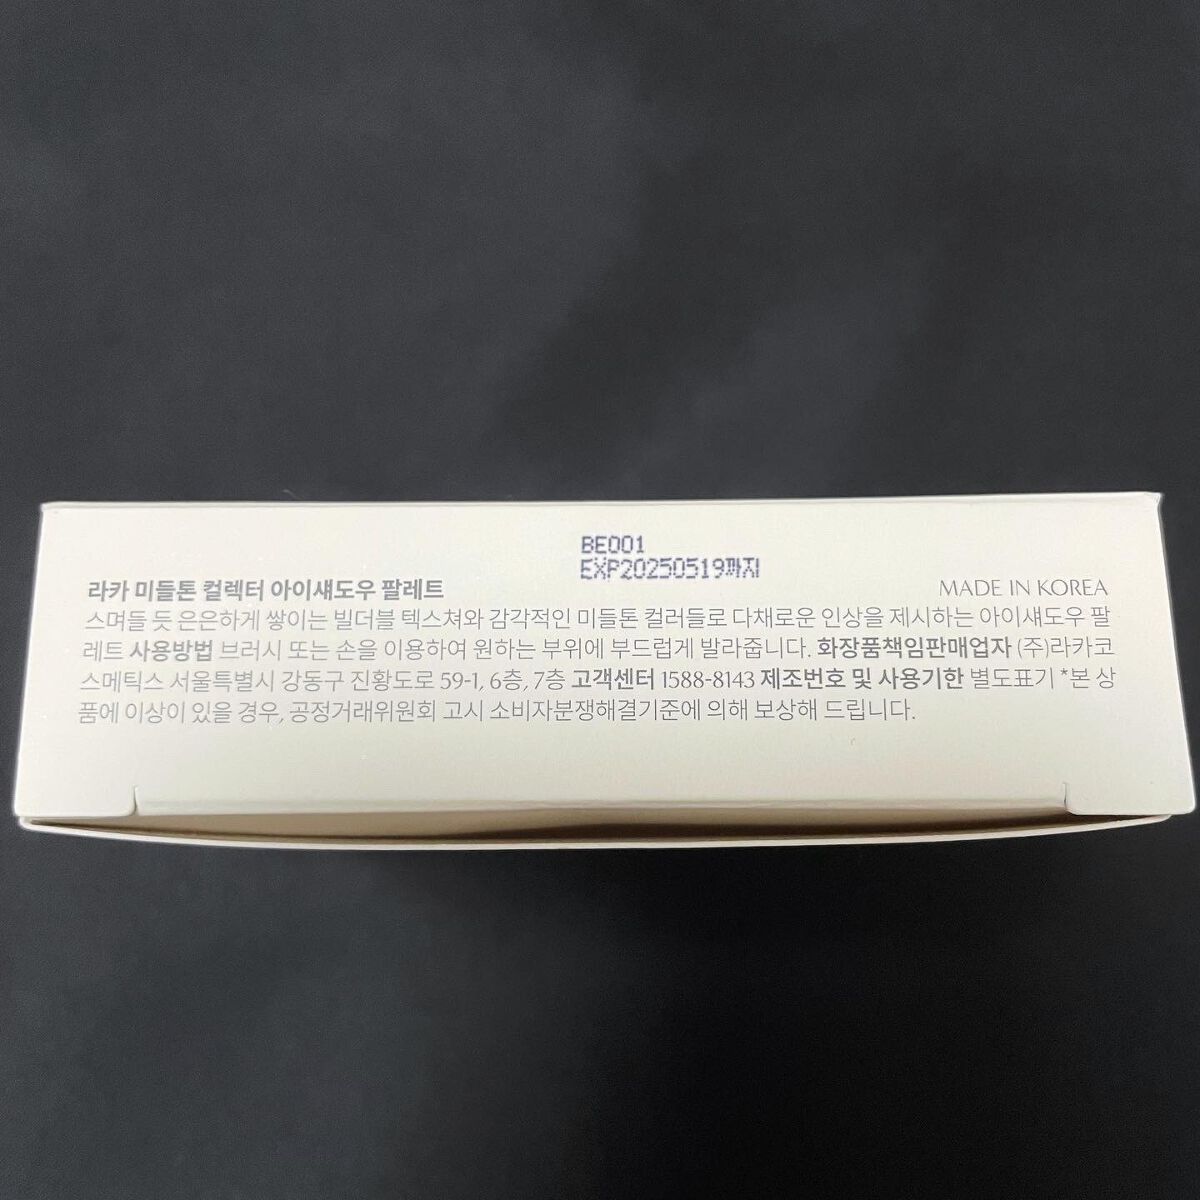 BE001
EXP20250519까지
라카 미들톤 컬렉터 아이섀도우 팔레트
MADE IN KOREA
스며들 듯 은은하게 쌓이는 빌더블 텍스쳐와 감각적인 미들톤 컬러들로 다채로운 인상을 제시하는 아이섀도우 팔
레트 사용방법 브러시 또는 손을 이용하여 원하는 부위에 부드럽게 발라줍니다. 화장품책임판매업자 (주)라카코
스메틱스 서울특별시 강동구 진황도로 59-1, 6층, 7층 고객센터 1588-8143 제조번호 및 사용기한 별도표기 *본 상
품에 이상이 있을 경우, 공정거래위원회 고시 소비자분쟁해결기준에 의해 보상해 드립니다.